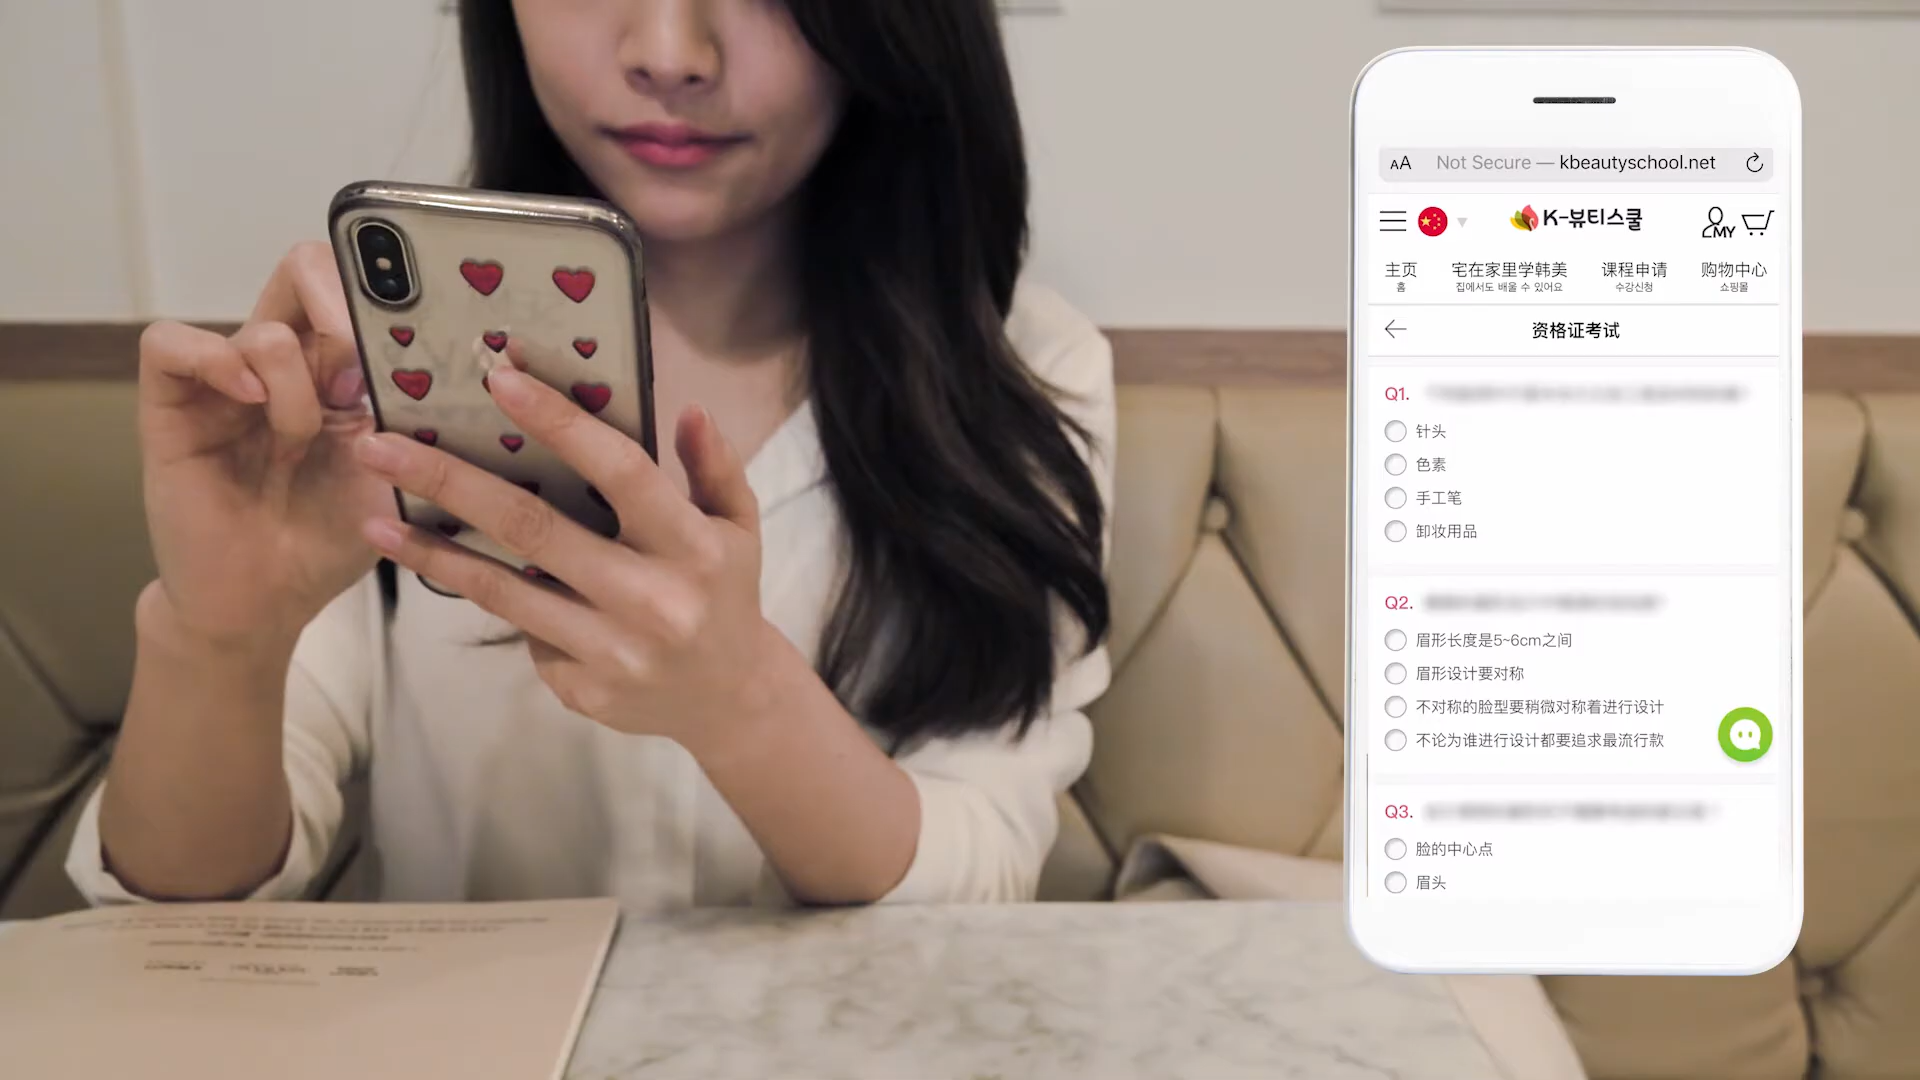 AA Not Secure — kbeautyschool.net
K-뷰티스쿨
MY
主页 宅在家里学韩美 课程申请 购物中心
홈 집에서도 배울 수 있어요 수강신청 쇼핑몰
资格证考试
Q1.
针头
色素
手工笔
卸妆用品
Q2.
眉形长度是5~6cm之间
眉形设计要对称
不对称的脸型要稍微对称着进行设计
不论为谁进行设计都要追求最流行款
Q3.
脸的中心点
眉头